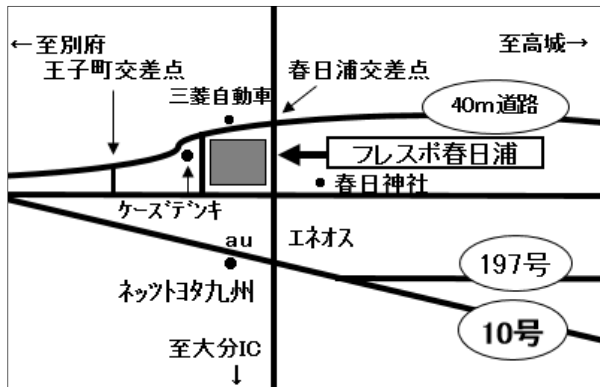 ←至別府
至高城→
王子町交差点
春日浦交差点
三菱自動車
40m道路
フレスポ春日浦
春日神社
ケーズデンキ
au
エネオス
ネッツトヨタ九州
197号
10号
至大分IC
↓